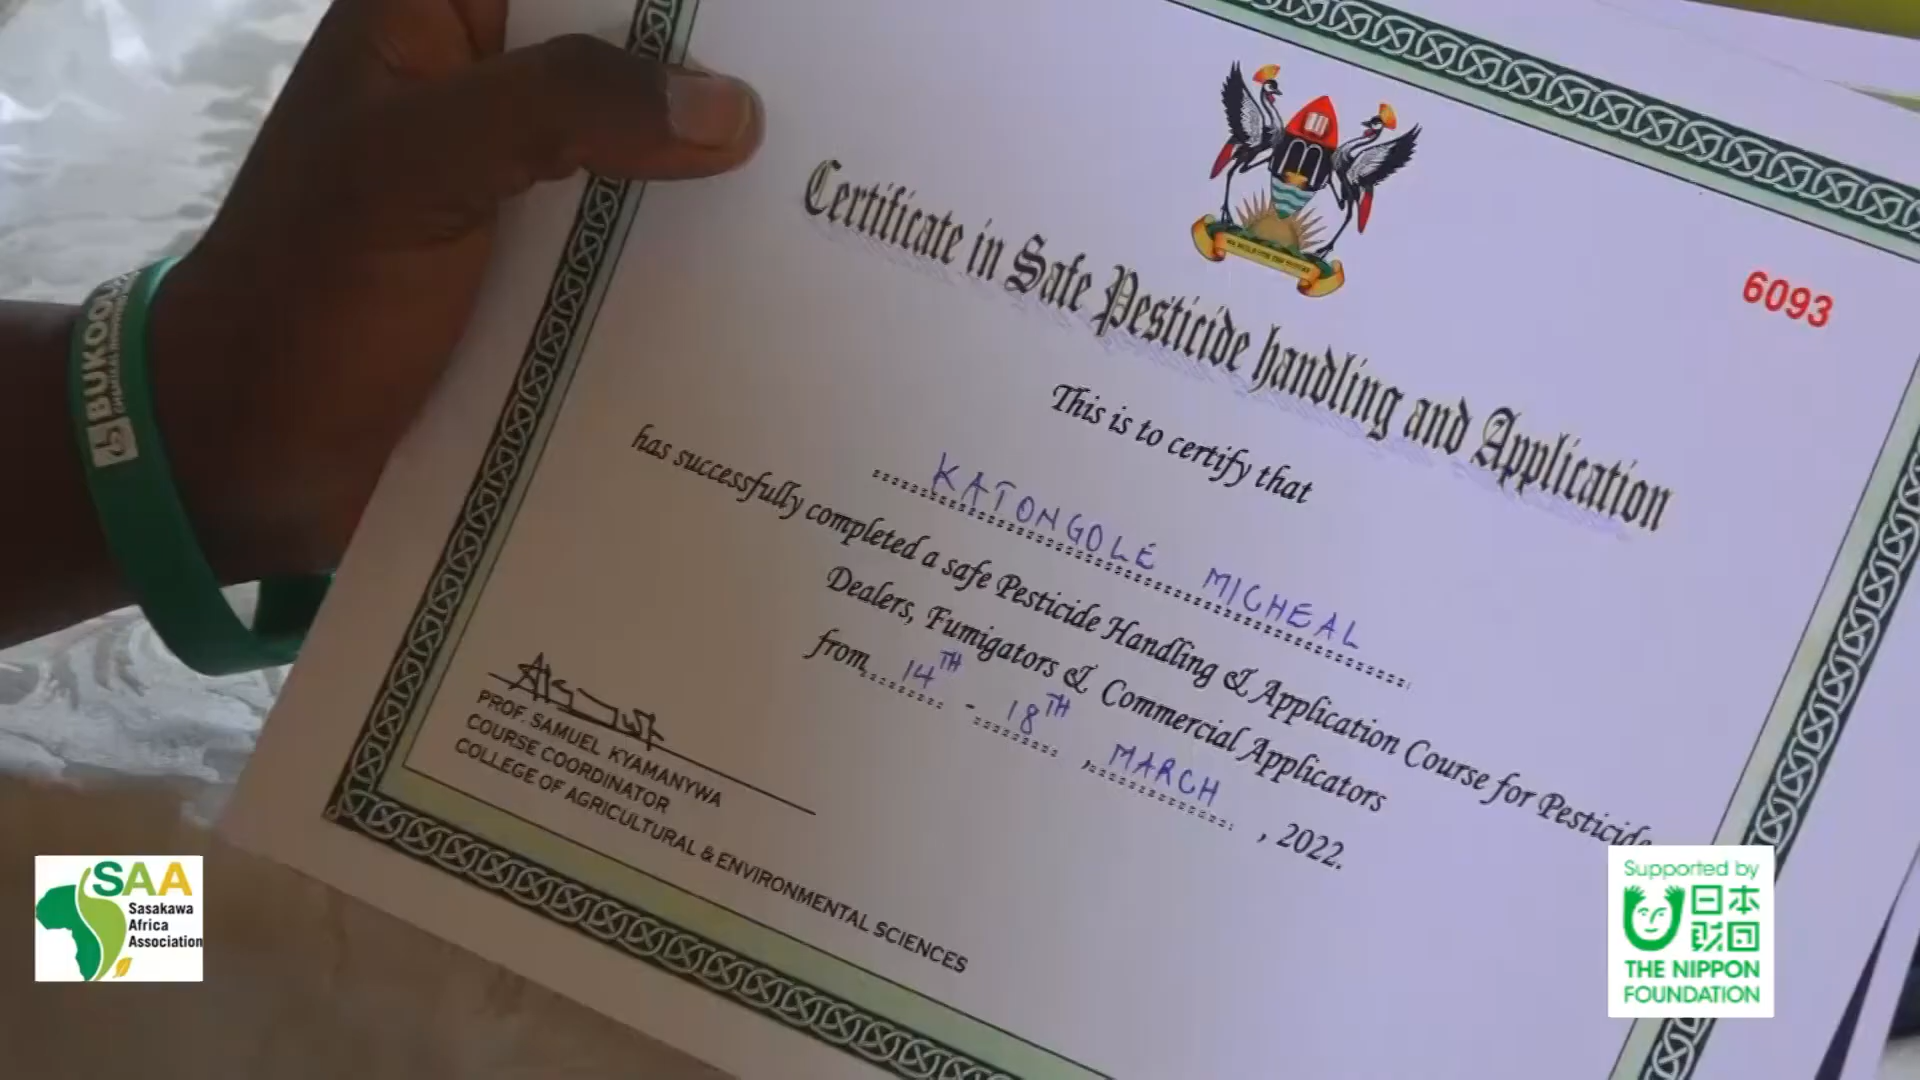 6093
Certificate in Safe Pesticide handling and Application
This is to certify that
KATONGOLE MICHEAL
has successfully completed a safe Pesticide Handling & Application Course for Pesticide
Dealers, Fumigators & Commercial Applicators
from 14TH - 18TH, MARCH, 2022.
PROF. SAMUEL KYAMANYWA
COURSE COORDINATOR
COLLEGE OF AGRICULTURAL & ENVIRONMENTAL SCIENCES
SAA
Sasakawa
Africa
Association
Supported by
日本
財団
THE NIPPON
FOUNDATION